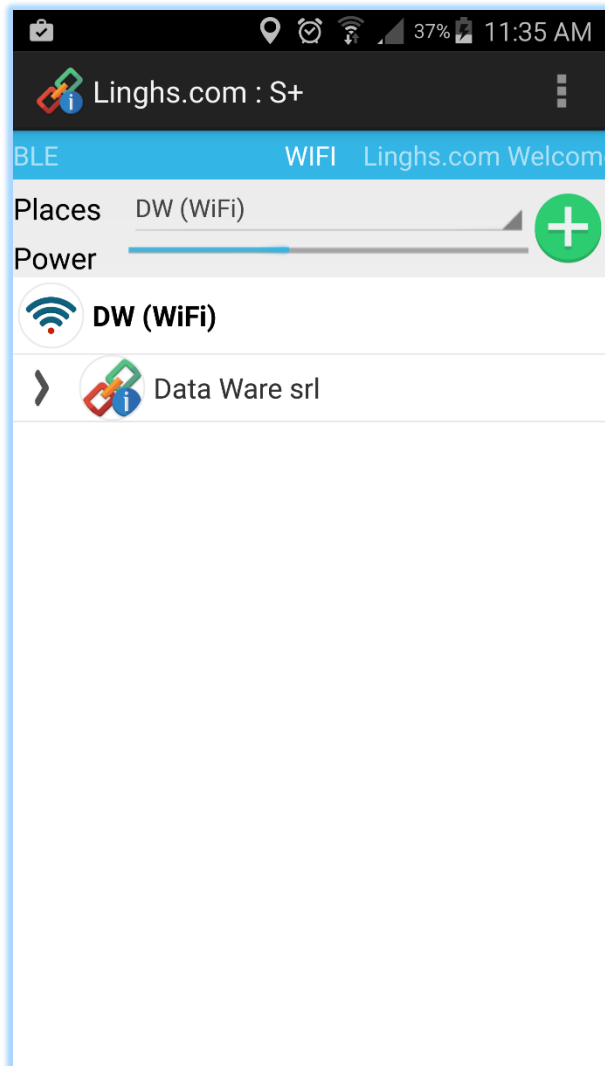 37% 11:35 AM
Linghs.com : S+
BLE WIFI Linghs.com Welcom
Places DW (WiFi)
Power
DW (WiFi)
Data Ware srl